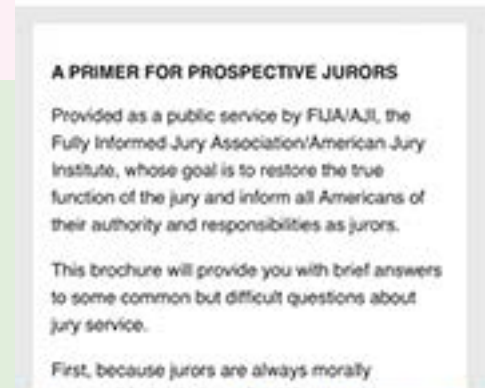 A PRIMER FOR PROSPECTIVE JURORS
Provided as a public service by FIJA/AJI, the
Fully Informed Jury Association/American Jury
Institute, whose goal is to restore the true
function of the jury and inform all Americans of
their authority and responsibilities as jurors.
This brochure will provide you with brief answers
to some common but difficult questions about
jury service.
First, because jurors are always morally